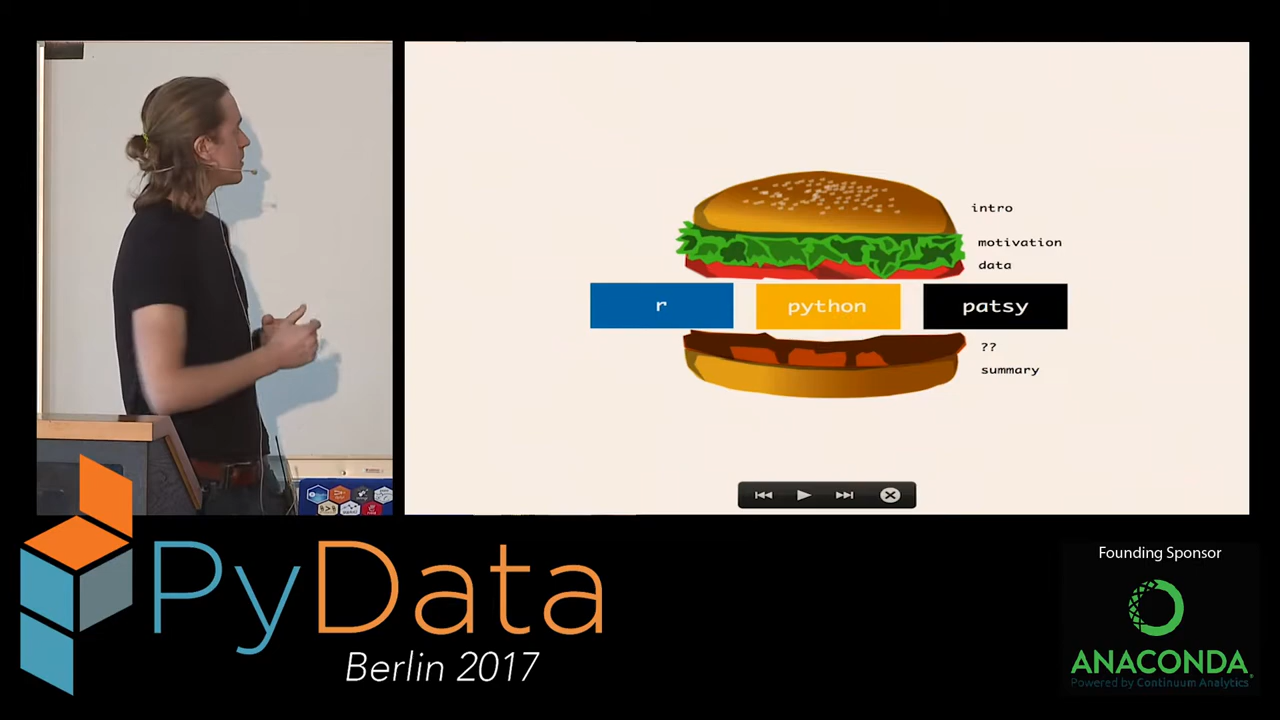 intro
motivation
data
r
python
patsy
??
summary
PyData
Berlin 2017
Founding Sponsor
ANACONDA
Powered by Continuum Analytics